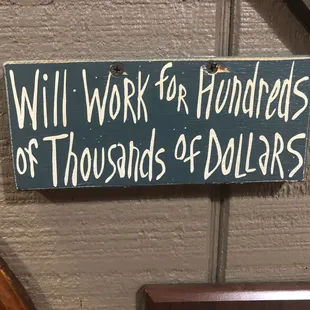 Will Work for Hundreds
of Thousands of Dollars